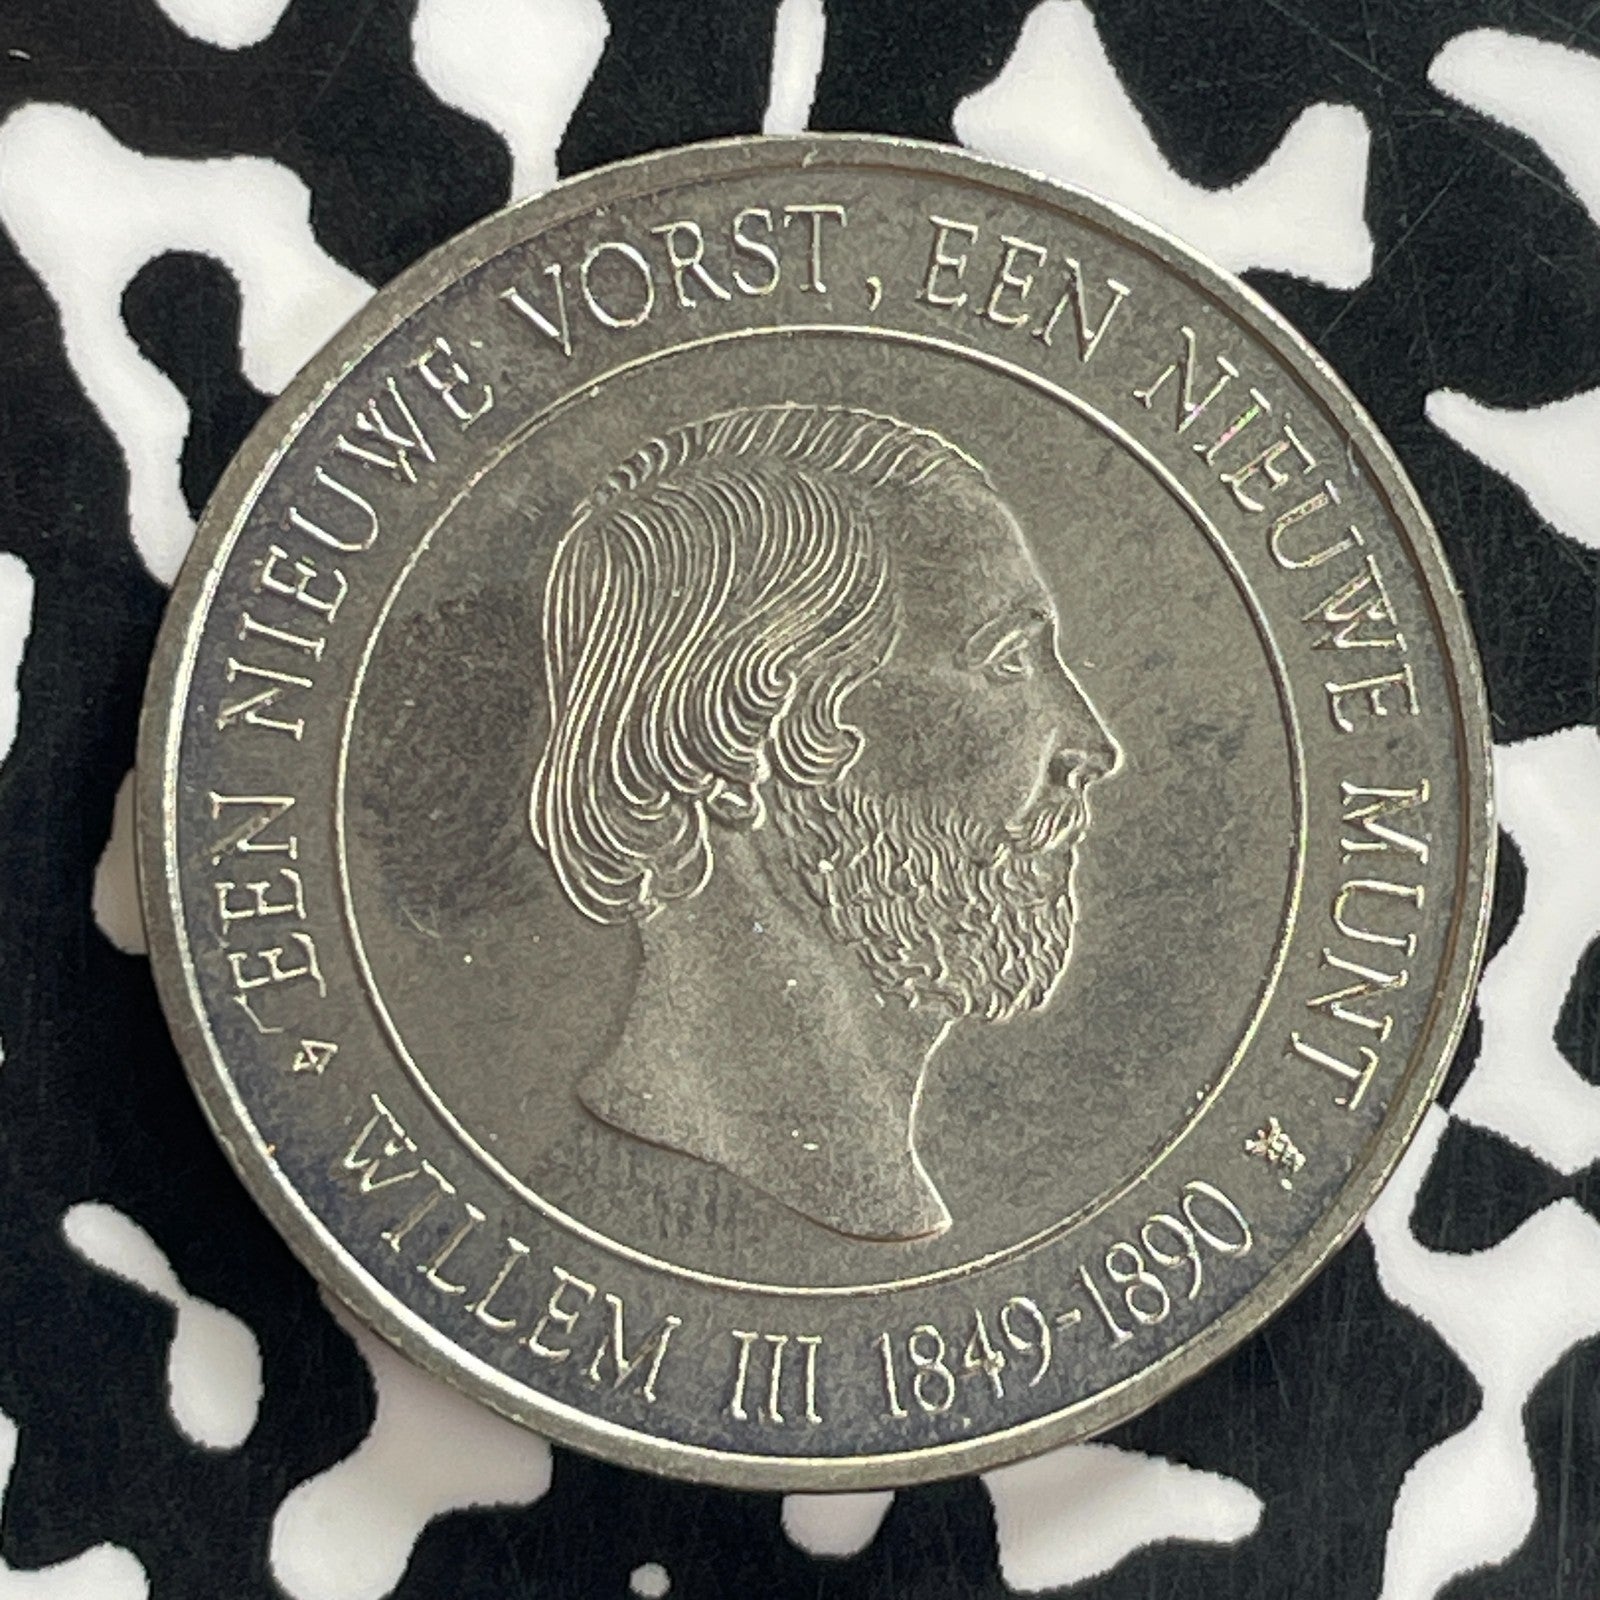 EEN NIEUWE VORST, EEN NIEUWE MUNT
WILLEM III 1849-1890